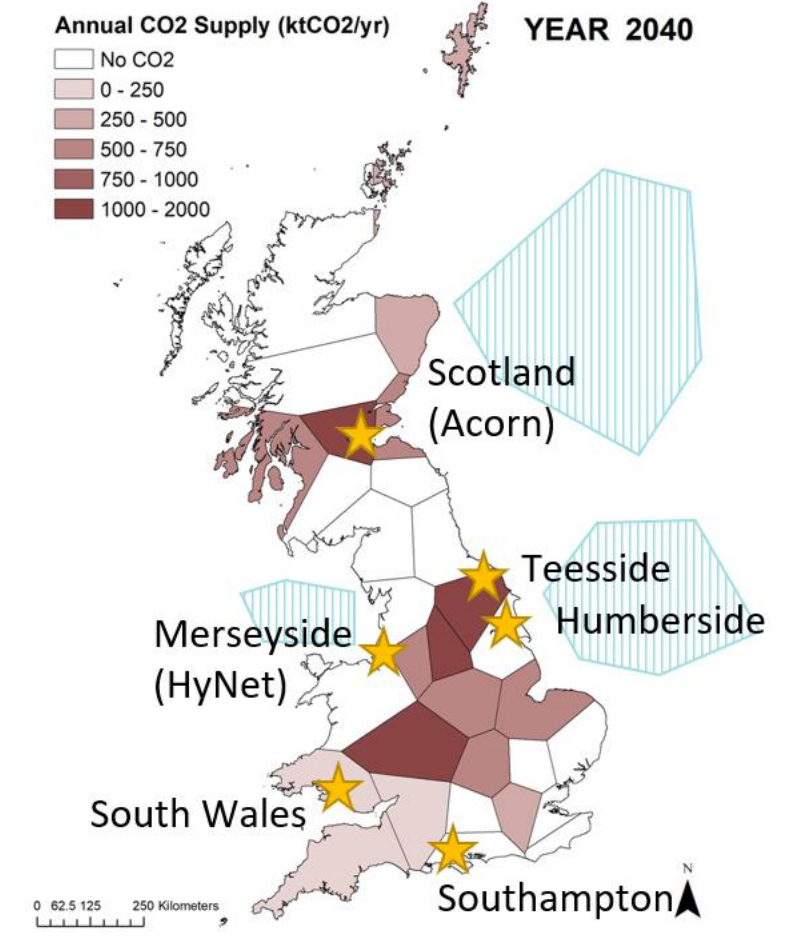 Annual CO2 Supply (ktCO2/yr)
YEAR 2040
No CO2
0 - 250
250 - 500
500 - 750
750 - 1000
1000 - 2000
Scotland
(Acorn)
Teesside
Humberside
Merseyside
(HyNet)
South Wales
Southampton
N
0 62.5 125 250 Kilometers